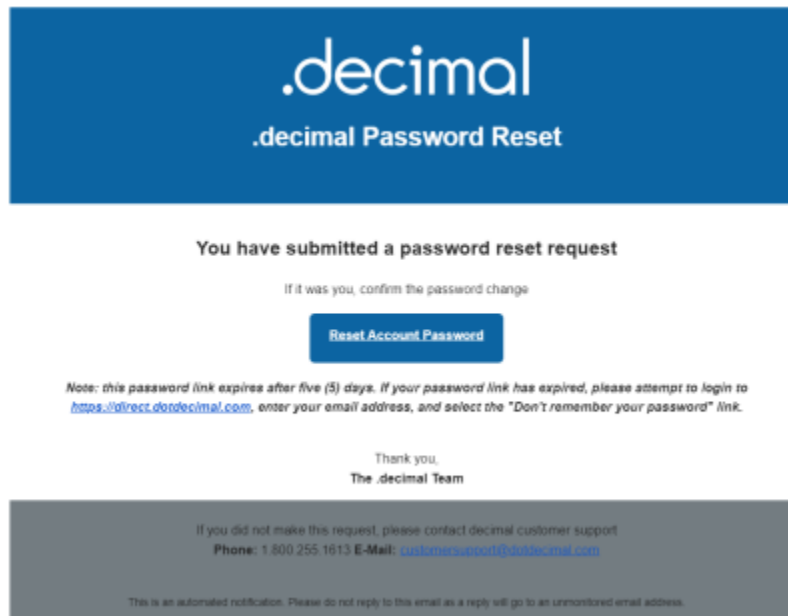 .decimal
.decimal Password Reset
You have submitted a password reset request
If it was you, confirm the password change
Reset Account Password
Note: this password link expires after five (5) days. If your password link has expired, please attempt to login to
https://direct.dotdecimal.com, enter your email address, and select the "Don't remember your password" link.
Thank you,
The .decimal Team
If you did not make this request, please contact decimal customer support
Phone: 1.800.255.1613 E-Mail: customersupport@dotdecimal.com
This is an automated notification. Please do not reply to this email as a reply will go to an unmonitored email address.